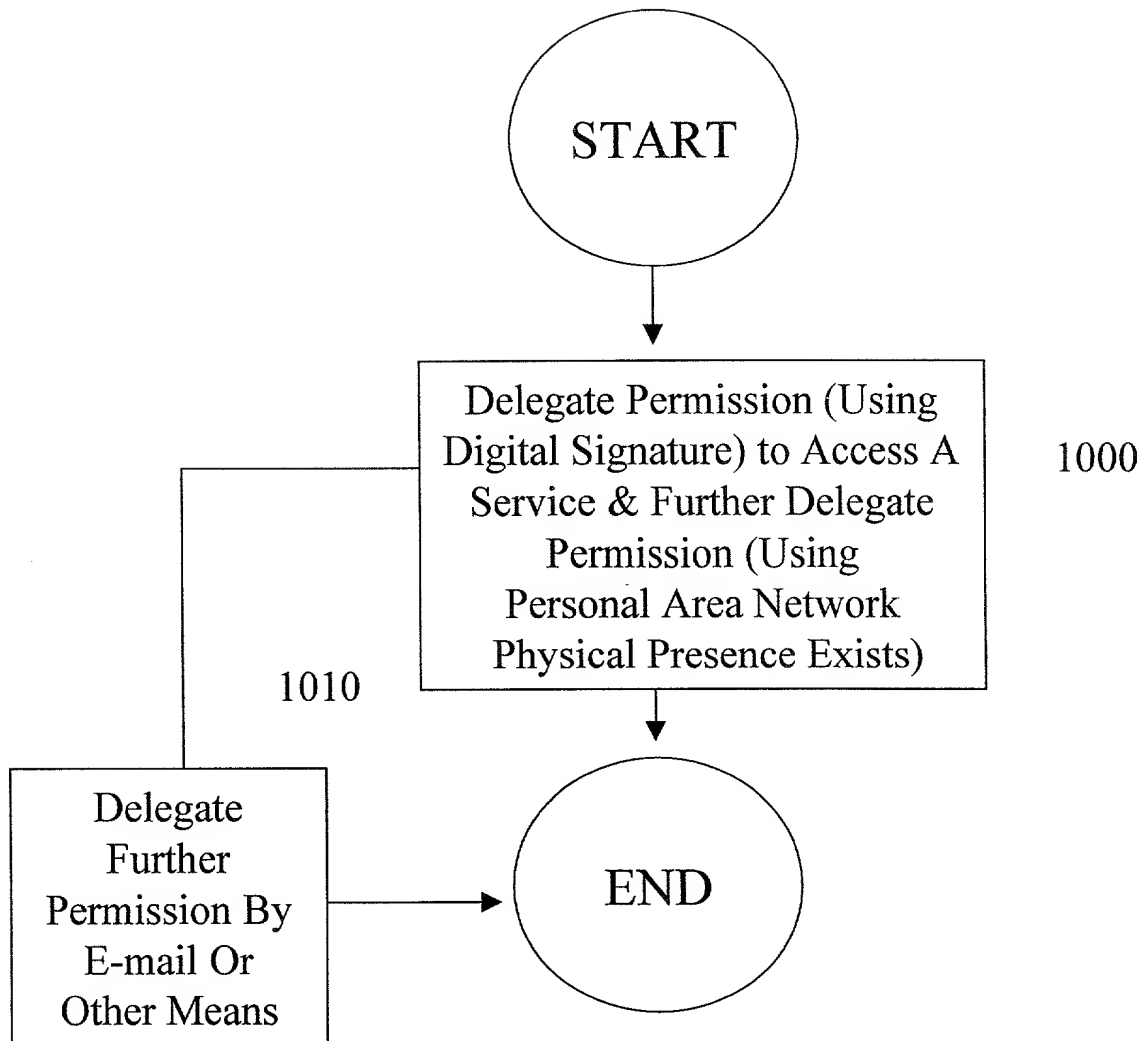 START
Delegate Permission (Using
Digital Signature) to Access A
Service & Further Delegate
Permission (Using
Personal Area Network
Physical Presence Exists)
1000
1010
Delegate
Further
Permission By
E-mail Or
Other Means
END